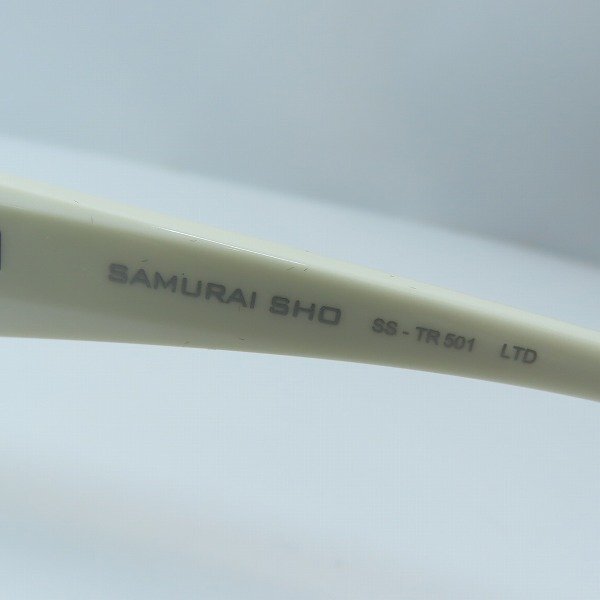 SAMURAI SHO SS - TR 501 LTD